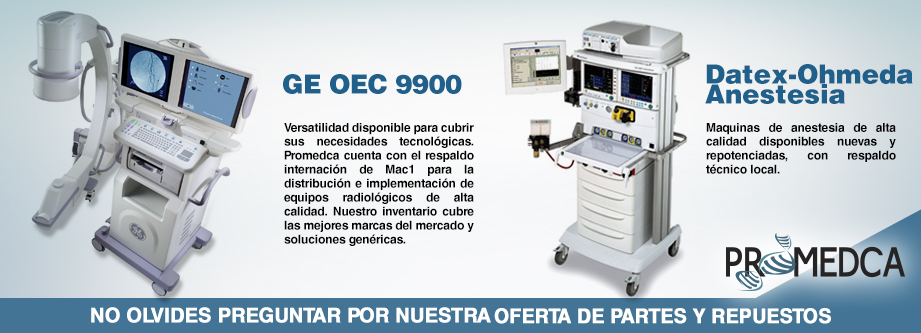 GE OEC 9900
Versatilidad disponible para cubrir
sus necesidades tecnológicas.
Promedca cuenta con el respaldo
internación de Mac1 para la
distribución e implementación de
equipos radiológicos de alta
calidad. Nuestro inventario cubre
las mejores marcas del mercado y
soluciones genéricas.
Datex-Ohmeda
Anestesia
Maquinas de anestesia de alta
calidad disponibles nuevas y
repotenciadas, con respaldo
técnico local.
PROMEDCA
NO OLVIDES PREGUNTAR POR NUESTRA OFERTA DE PARTES Y REPUESTOS